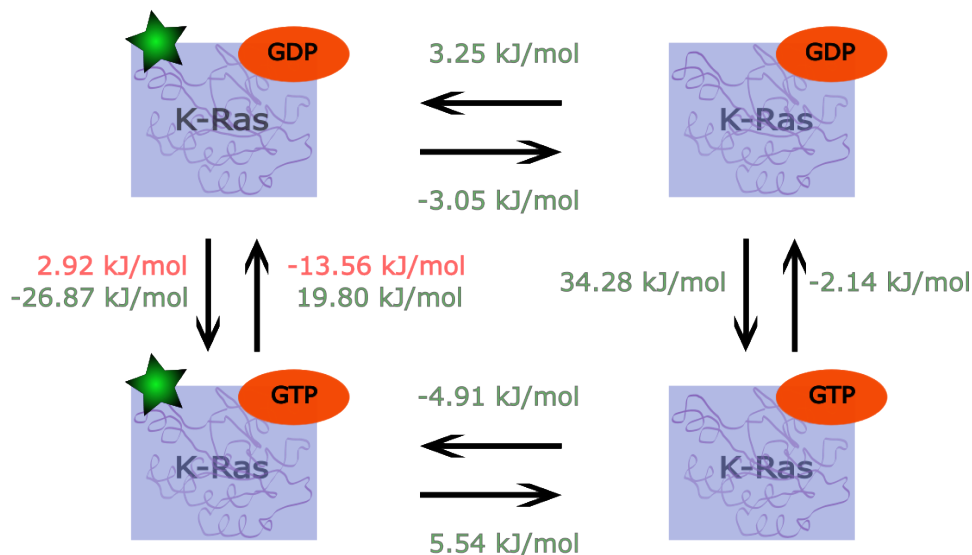 GDP
3.25 kJ/mol
GDP
K-Ras
K-Ras
-3.05 kJ/mol
2.92 kJ/mol
-13.56 kJ/mol
-26.87 kJ/mol
19.80 kJ/mol
34.28 kJ/mol
-2.14 kJ/mol
GTP
-4.91 kJ/mol
GTP
K-Ras
K-Ras
5.54 kJ/mol